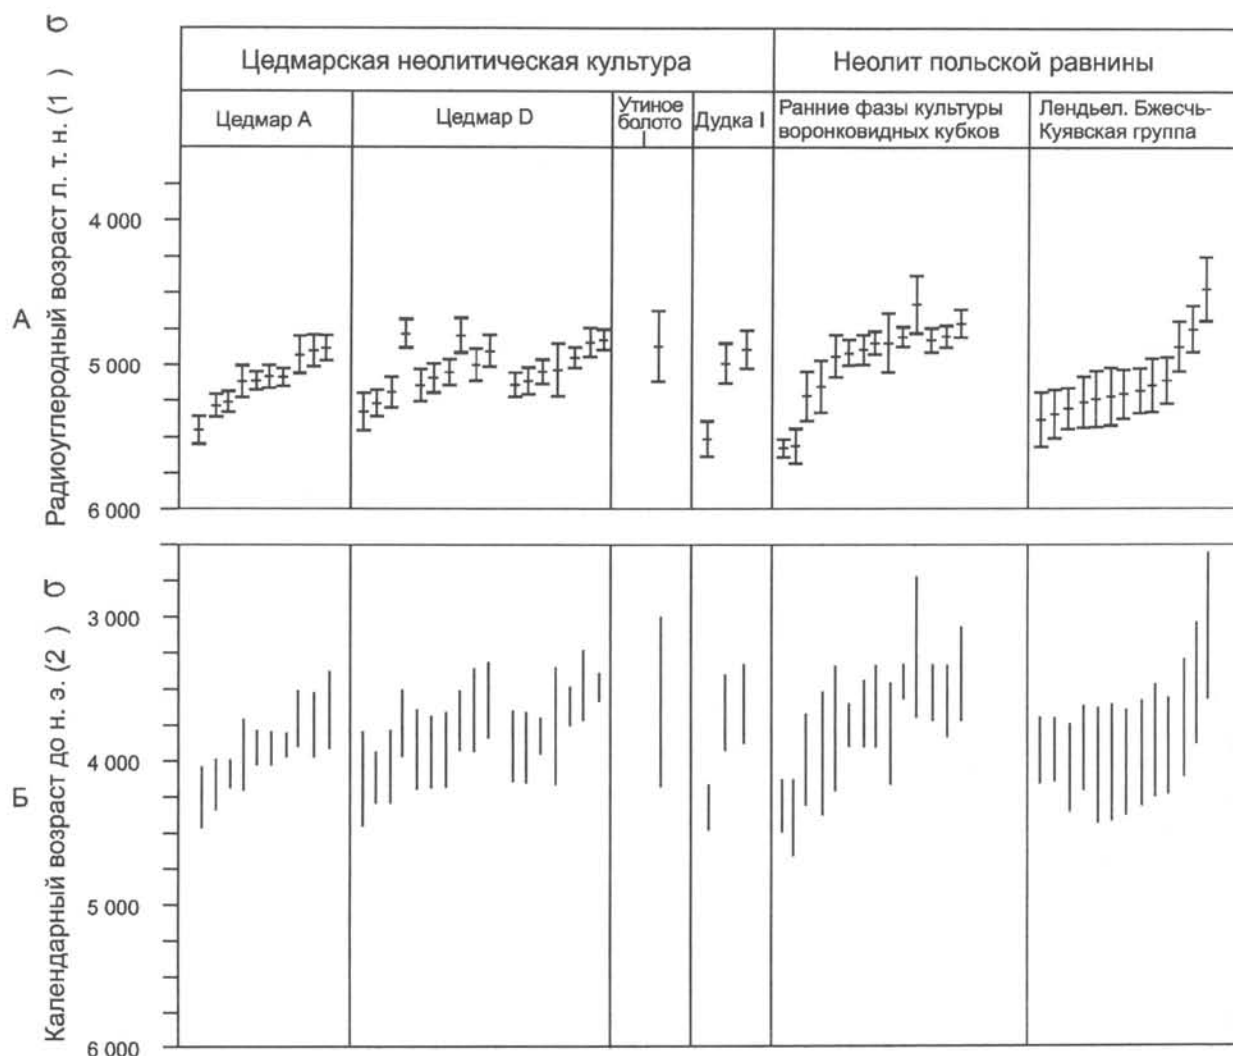 Цедмарская неолитическая культура
Неолит польской равнины
Цедмар А
Цедмар D
Утиное
болото
Дудка I
Ранние фазы культуры
воронковидных кубков
Лендьел. Бжесчь-
Куявская группа
А
Радиоуглеродный возраст л. т. н. (1 ) σ
4 000
5 000
6 000
Б
Календарный возраст до н. э. (2 ) σ
3 000
4 000
5 000
6 000